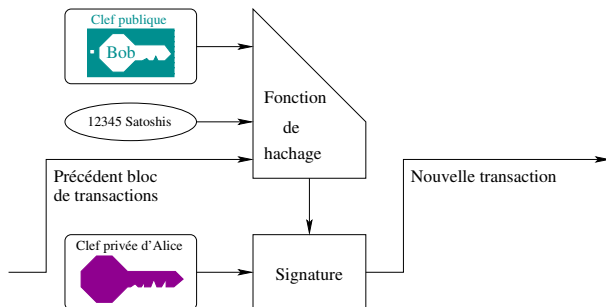 Clef publique
Bob
12345 Satoshis
Fonction
de
hachage
Précédent bloc
de transactions
Nouvelle transaction
Clef privée d'Alice
Signature